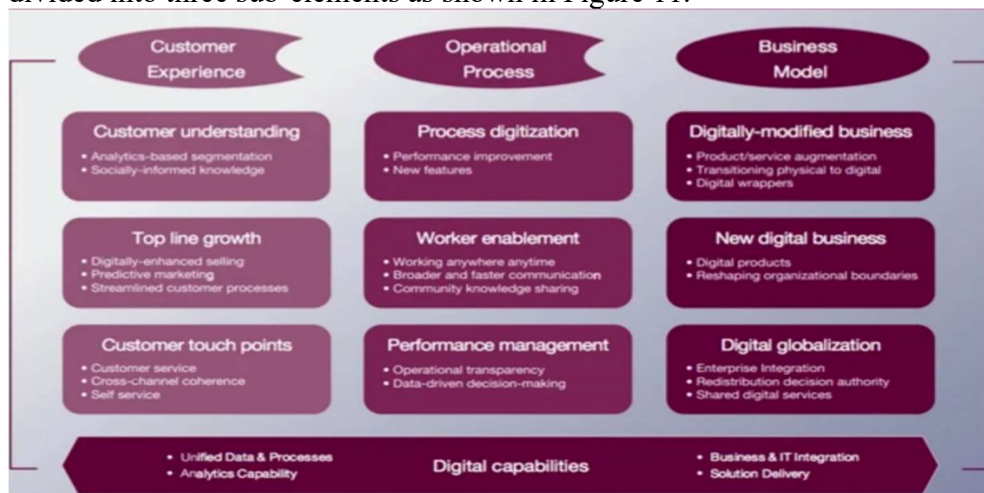 divided into three sub-elements as shown in Figure 11.
Customer
Experience
Operational
Process
Business
Model
Customer understanding
• Analytics-based segmentation
• Socially-informed knowledge
Process digitization
• Performance improvement
• New features
Digitally-modified business
• Product/service augmentation
• Transitioning physical to digital
• Digital wrappers
Top line growth
• Digitally-enhanced selling
• Predictive marketing
• Streamlined customer processes
Worker enablement
• Working anywhere anytime
• Broader and faster communication
• Community knowledge sharing
New digital business
• Digital products
• Reshaping organizational boundaries
Customer touch points
• Customer service
• Cross-channel coherence
• Self service
Performance management
• Operational transparency
• Data-driven decision-making
Digital globalization
• Enterprise Integration
• Redistribution decision authority
• Shared digital services
• Unified Data & Processes
• Analytics Capability
Digital capabilities
• Business & IT Integration
• Solution Delivery